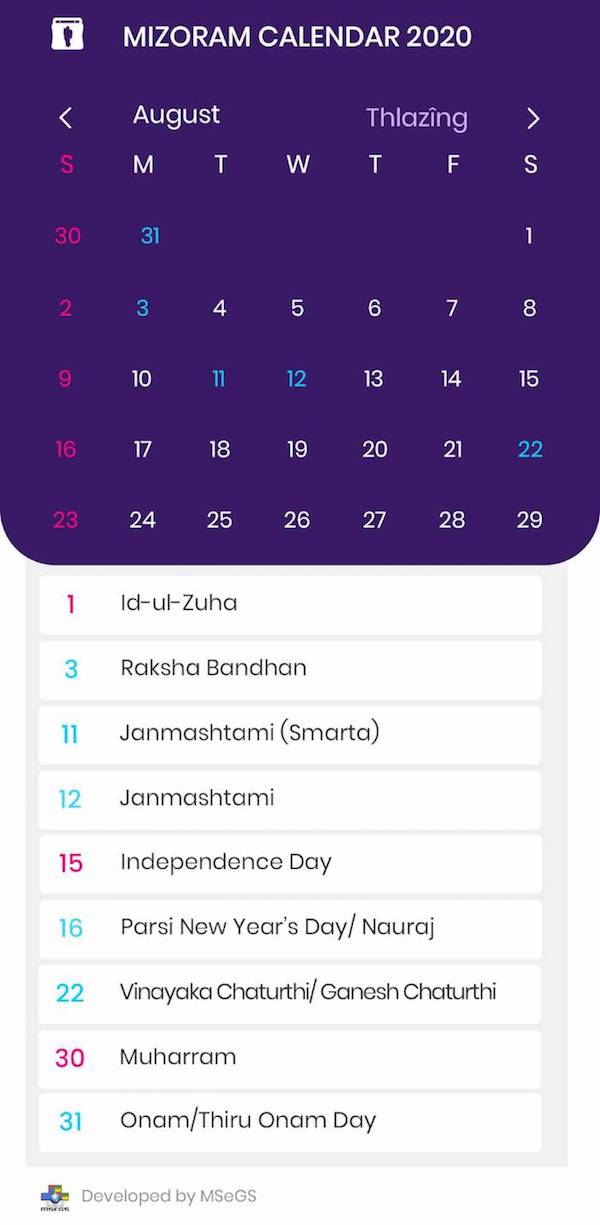 MIZORAM CALENDAR 2020
August Thlazîng
S M T W T F S
30 31 1
2 3 4 5 6 7 8
9 10 11 12 13 14 15
16 17 18 19 20 21 22
23 24 25 26 27 28 29
1 Id-ul-Zuha
3 Raksha Bandhan
11 Janmashtami (Smarta)
12 Janmashtami
15 Independence Day
16 Parsi New Year's Day/ Nauraj
22 Vinayaka Chaturthi/ Ganesh Chaturthi
30 Muharram
31 Onam/Thiru Onam Day
MSeGS Developed by MSeGS